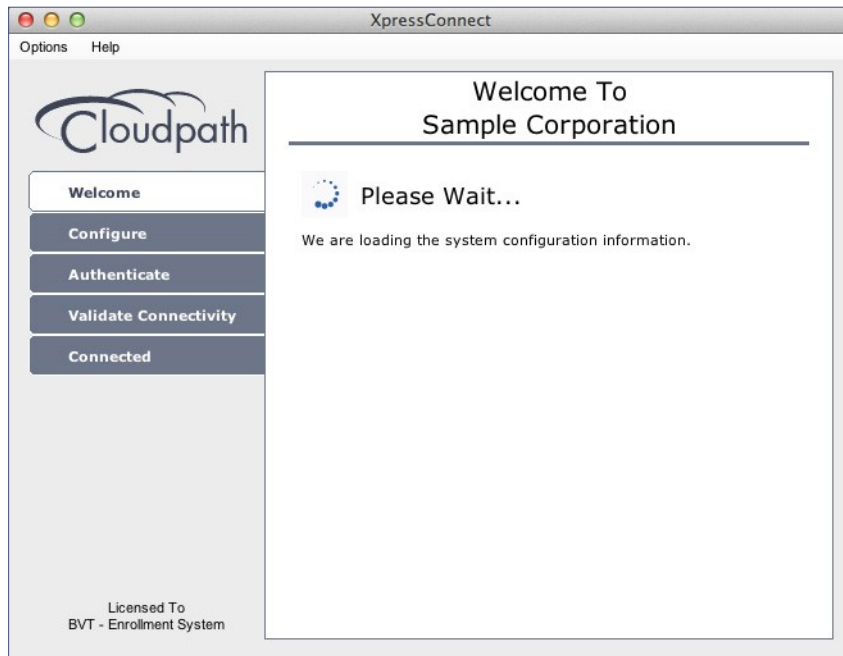 XpressConnect
Options Help
Cloudpath
Welcome
Configure
Authenticate
Validate Connectivity
Connected
Licensed To
BVT - Enrollment System
Welcome To
Sample Corporation
Please Wait...
We are loading the system configuration information.